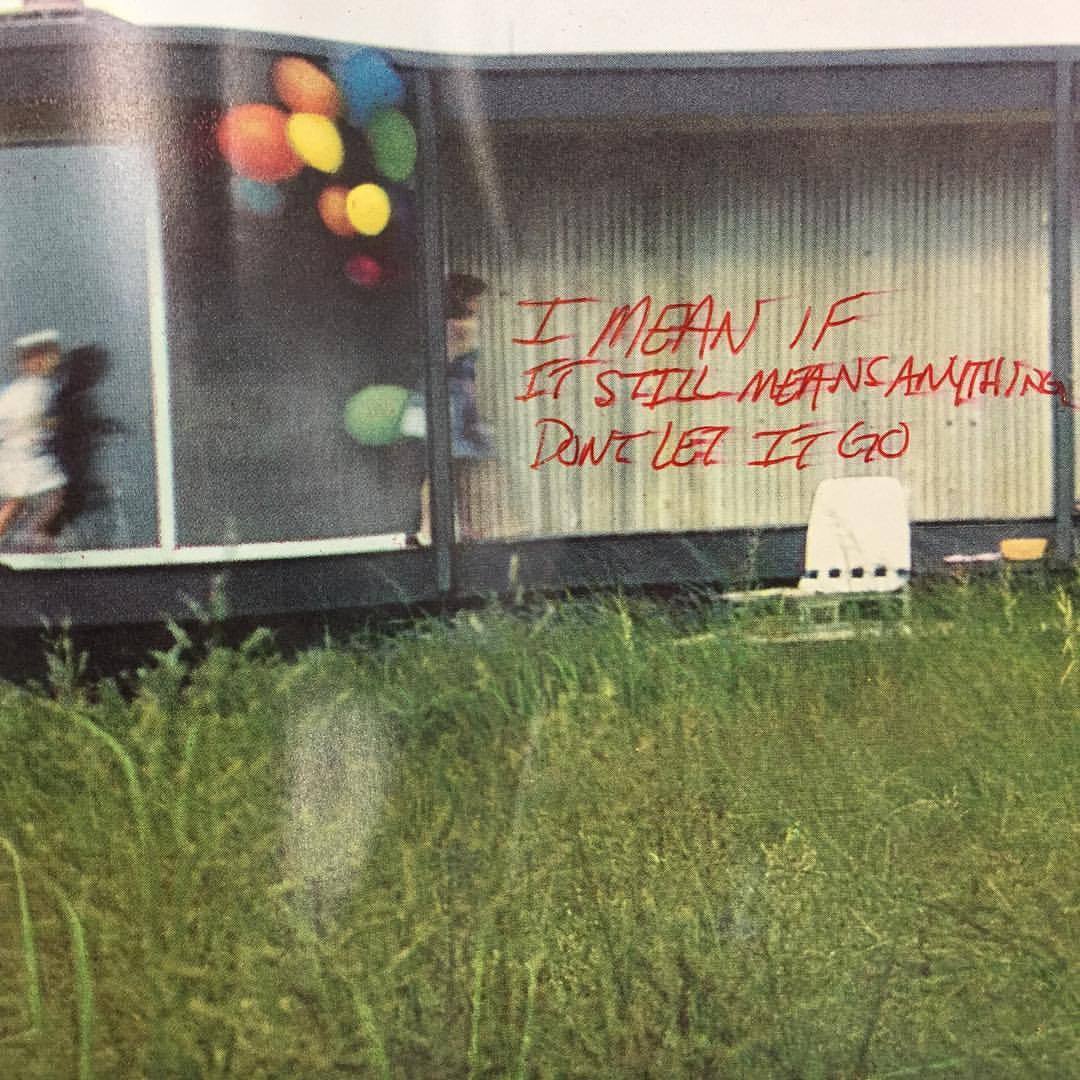 I MEAN IF
IT STILL MEANS ANYTHING
DONT LET IT GO